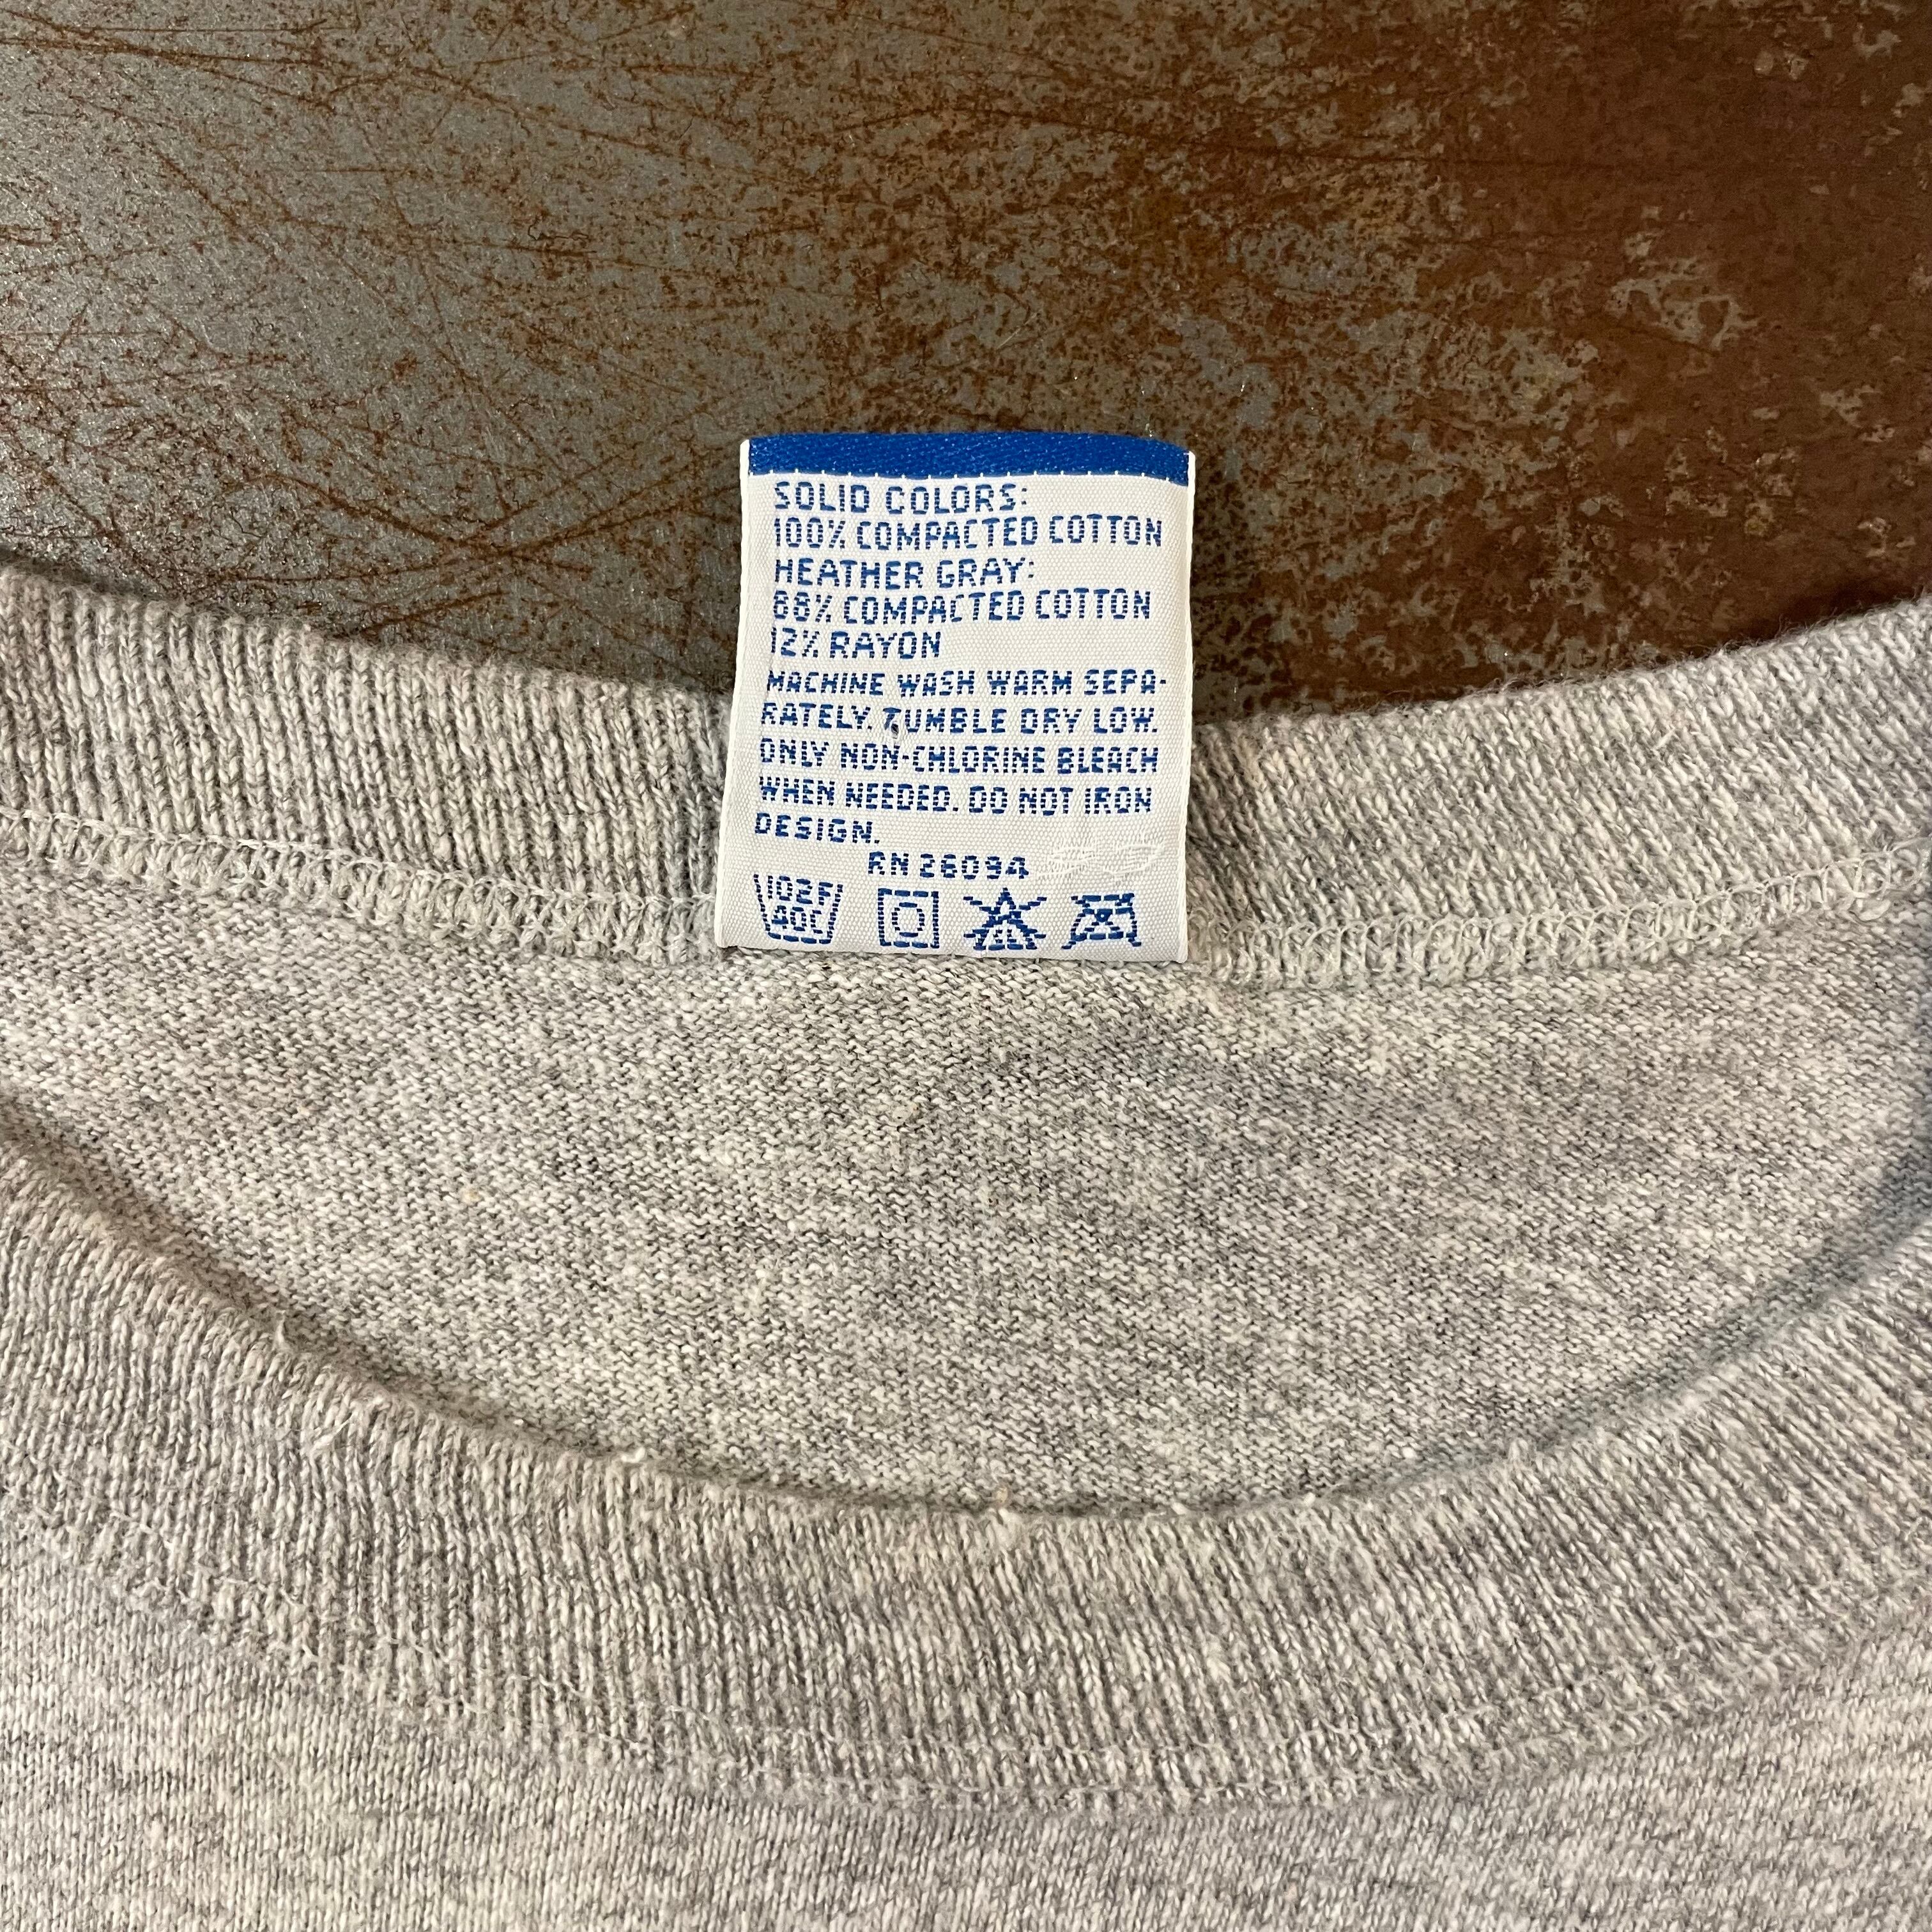 SOLID COLORS:
100% COMPACTED COTTON
HEATHER GRAY:
88% COMPACTED COTTON
12% RAYON
MACHINE WASH WARM SEPA-
RATELY. TUMBLE DRY LOW.
ONLY NON-CHLORINE BLEACH
WHEN NEEDED. DO NOT IRON
DESIGN.
RN 26094
102F
40C
CL